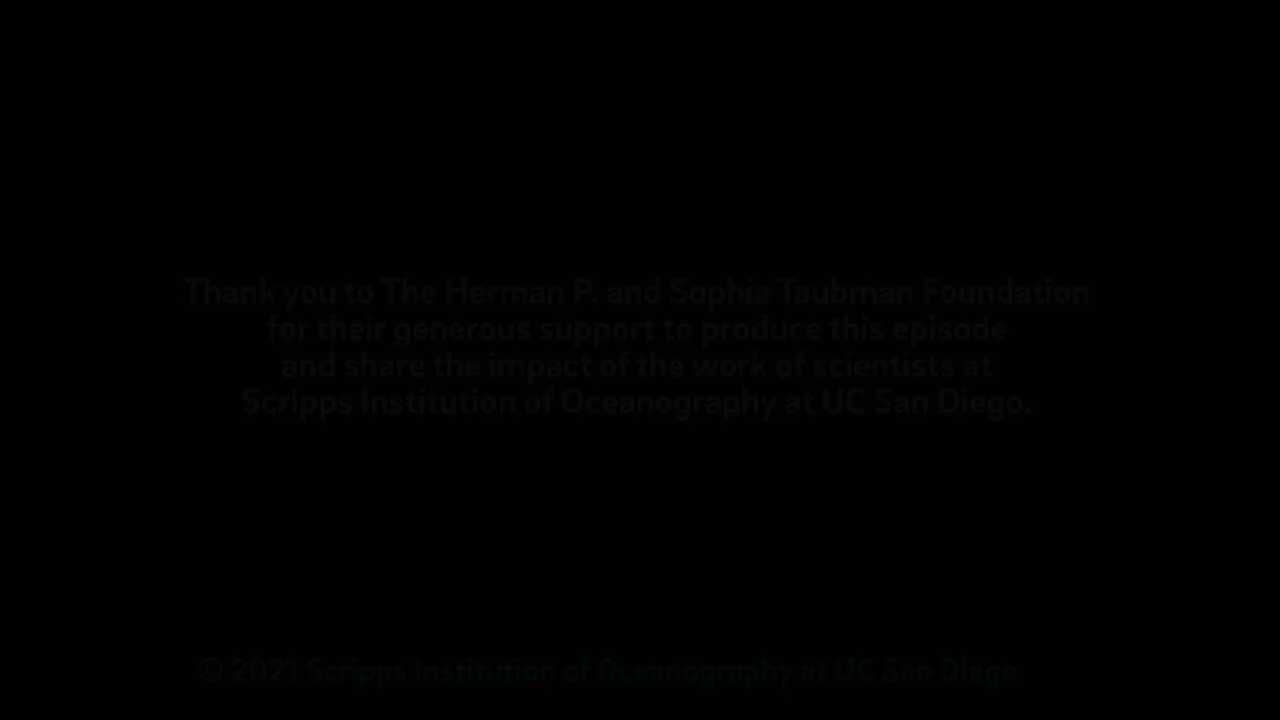 Thank you to The Herman P. and Sophia Taubman Foundation
for their generous support to produce this episode
and share the impact of the work of scientists at
Scripps Institution of Oceanography at UC San Diego.
© 2021 Scripps Institution of Oceanography at UC San Diego